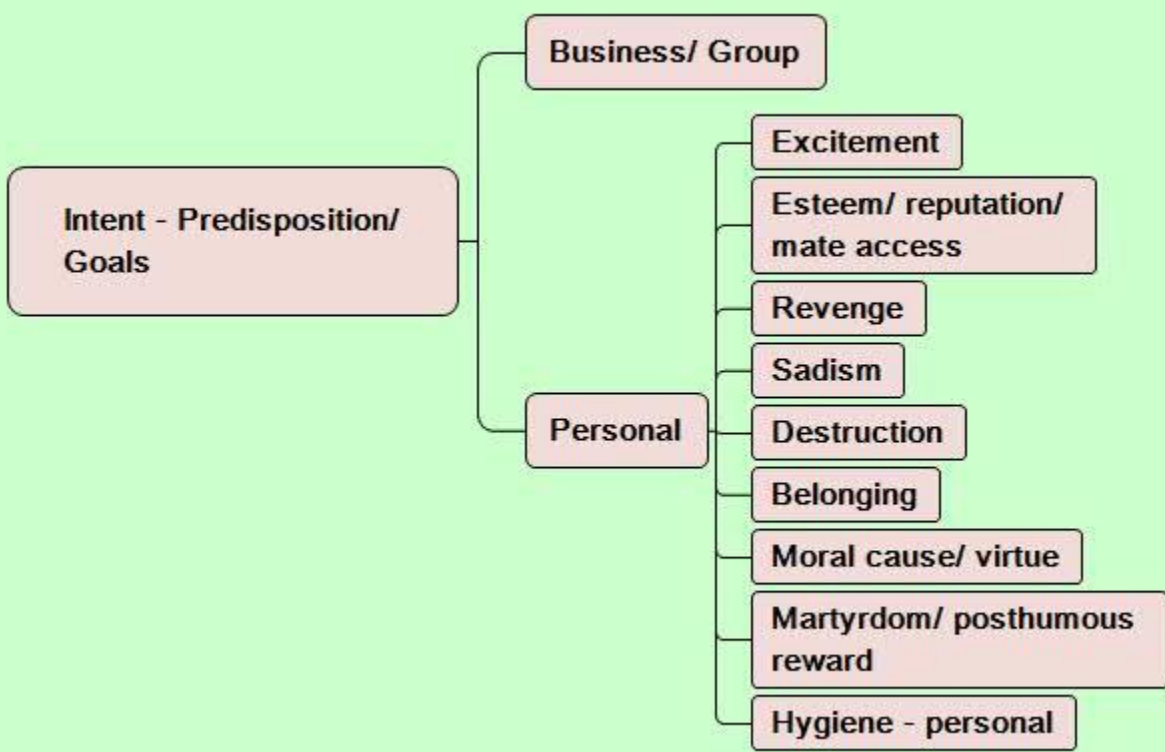 Business/ Group
Intent - Predisposition/
Goals
Personal
Excitement
Esteem/ reputation/
mate access
Revenge
Sadism
Destruction
Belonging
Moral cause/ virtue
Martyrdom/ posthumous
reward
Hygiene - personal